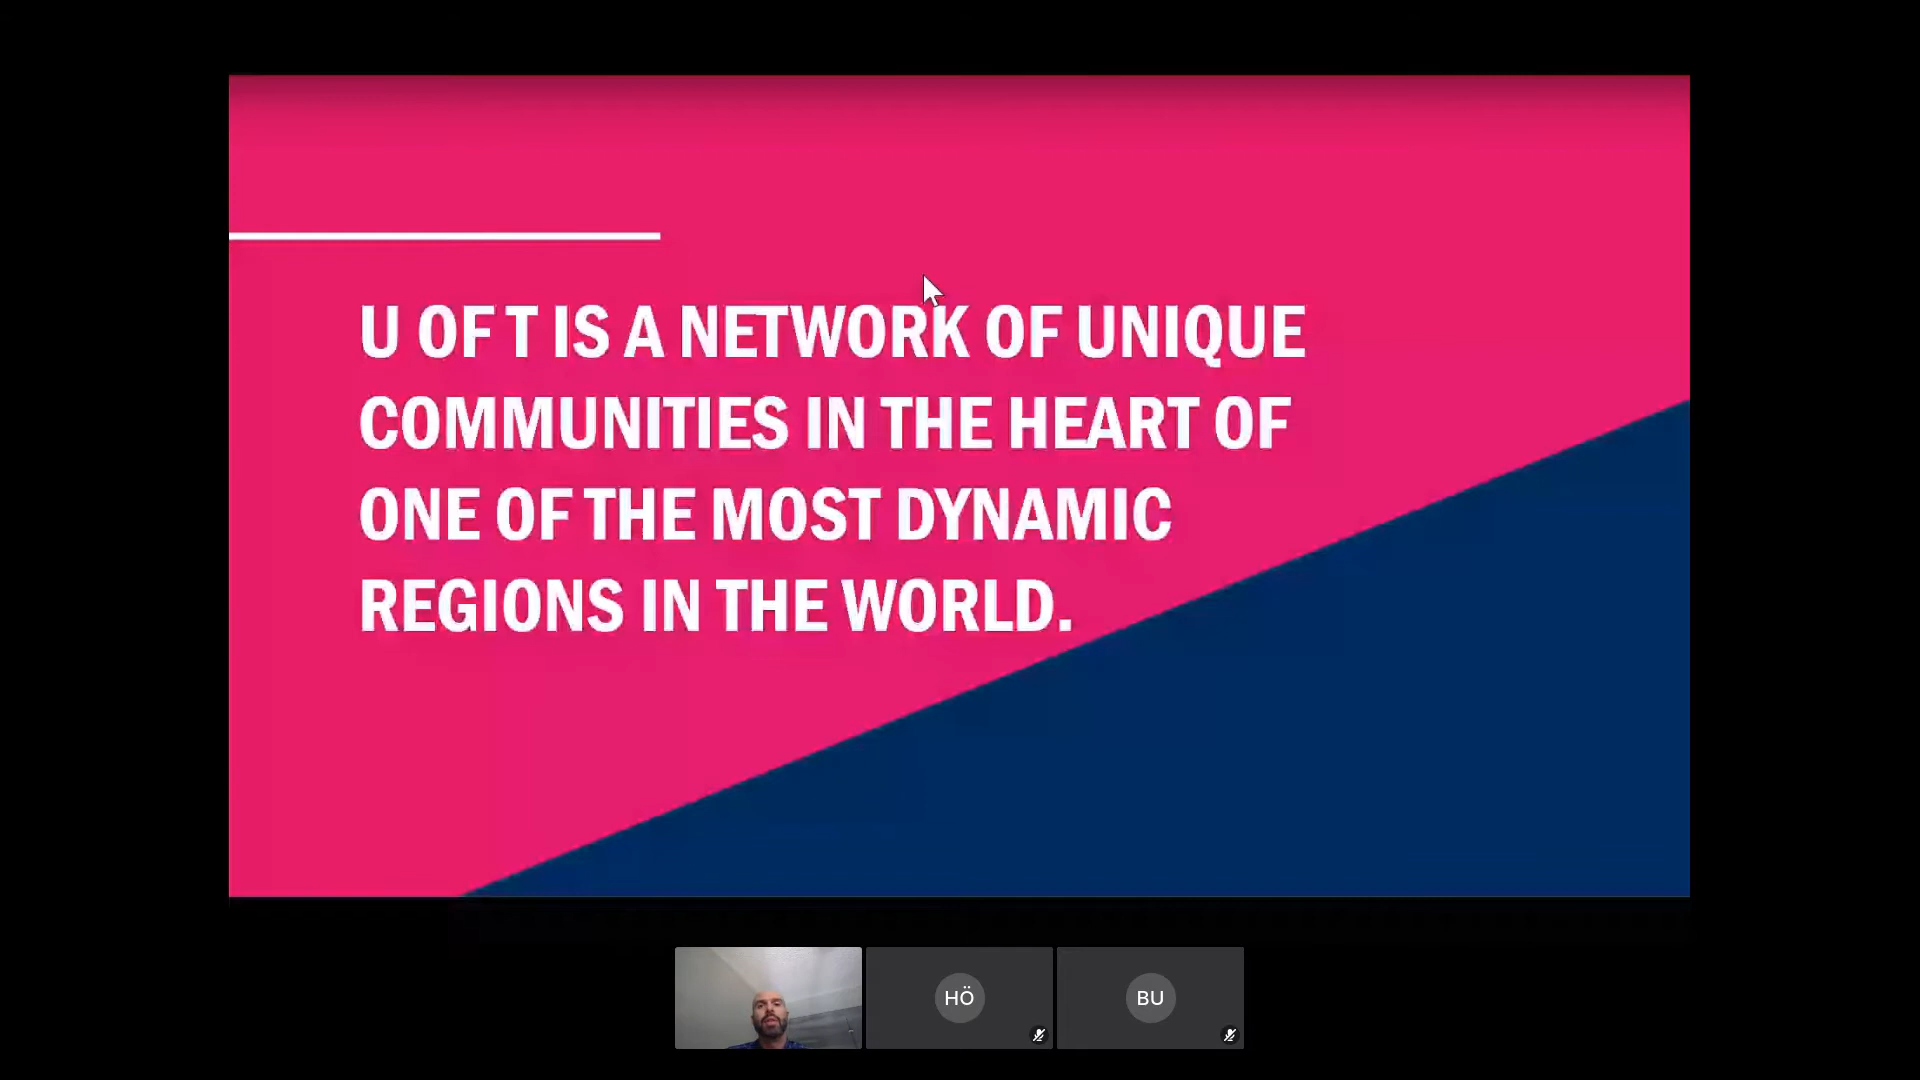 U OF T IS A NETWORK OF UNIQUE
COMMUNITIES IN THE HEART OF
ONE OF THE MOST DYNAMIC
REGIONS IN THE WORLD.
HÖ
BU